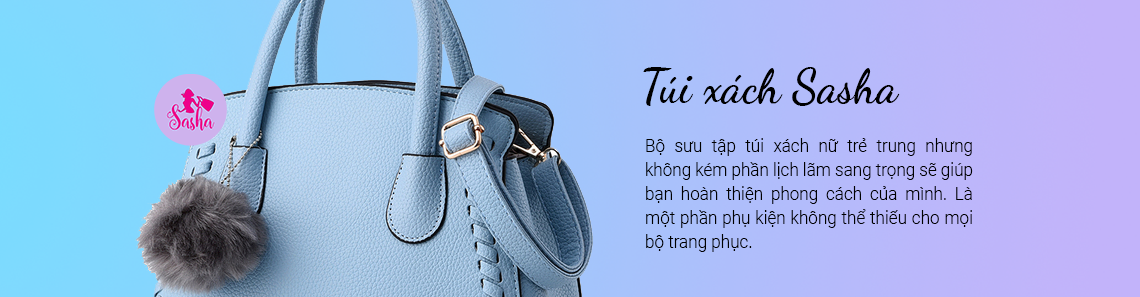 Sasha
Túi xách Sasha
Bộ sưu tập túi xách nữ trẻ trung nhưng
không kém phần lịch lãm sang trọng sẽ giúp
bạn hoàn thiện phong cách của mình. Là
một phần phụ kiện không thể thiếu cho mọi
bộ trang phục.